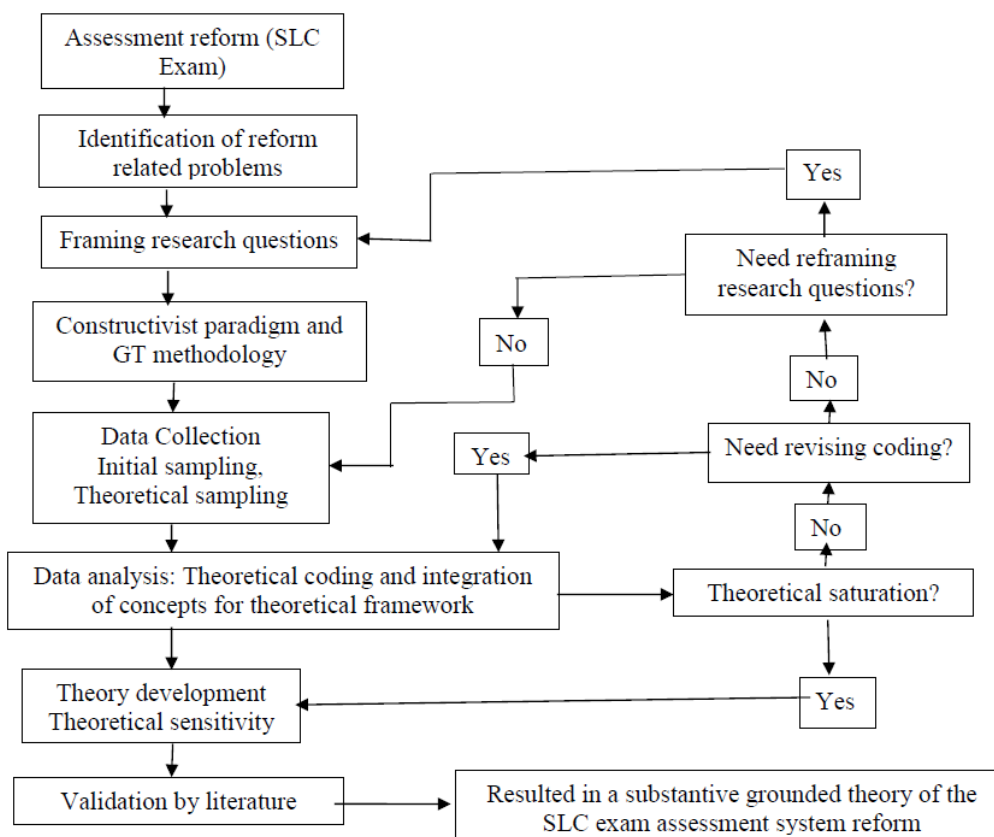 Assessment reform (SLC
Exam)
Identification of reform
related problems
Yes
Framing research questions
Need reframing
research questions?
Constructivist paradigm and
GT methodology
No
No
Data Collection
Initial sampling,
Theoretical sampling
Yes
Need revising coding?
No
Data analysis: Theoretical coding and integration
of concepts for theoretical framework
Theoretical saturation?
Theory development
Theoretical sensitivity
Yes
Validation by literature
Resulted in a substantive grounded theory of the
SLC exam assessment system reform